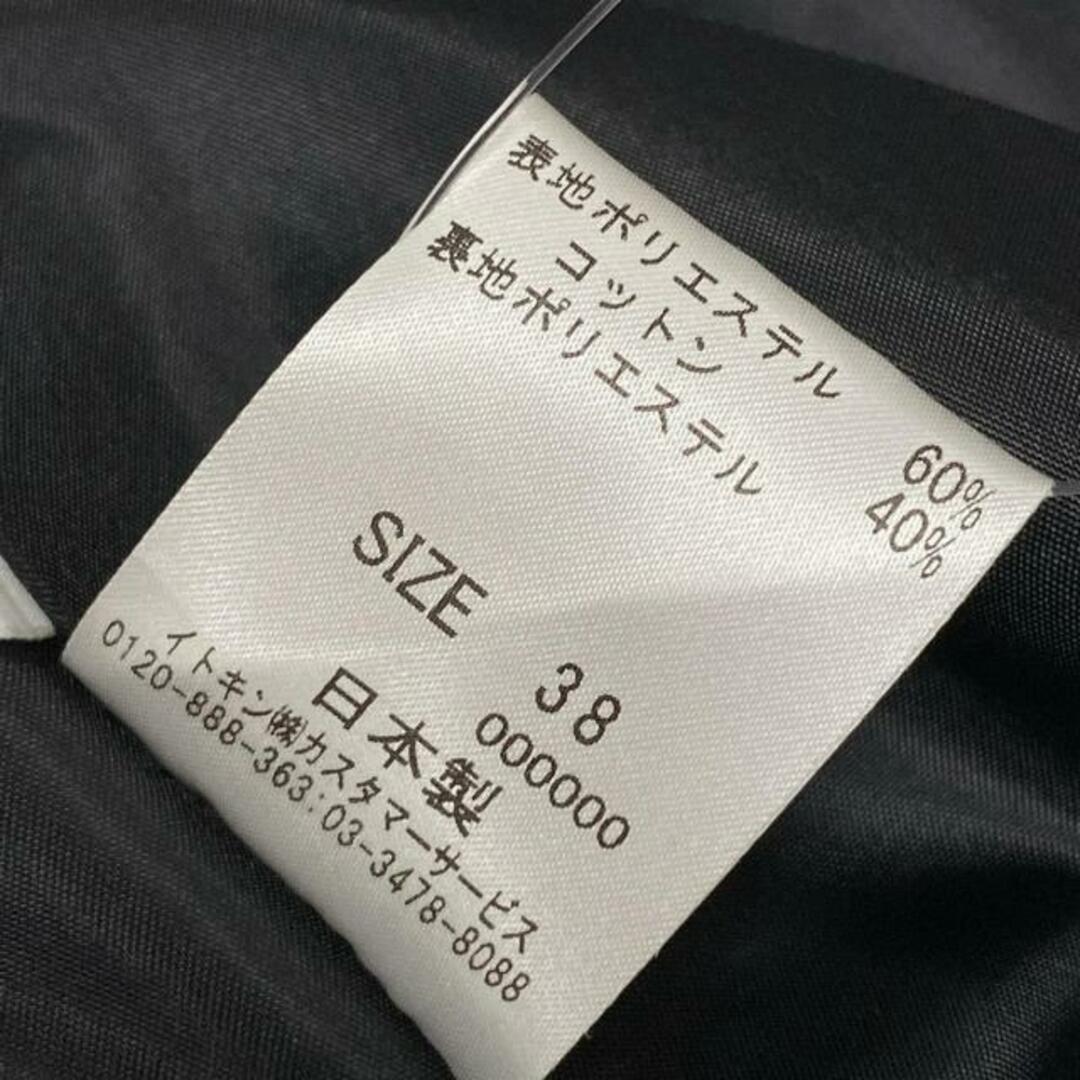 表地ポリエステル 60%
コットン 40%
裏地ポリエステル
SIZE 38
000000
日本製
イトキン㈱カスタマーサービス
0120-888-363:03-3478-8088